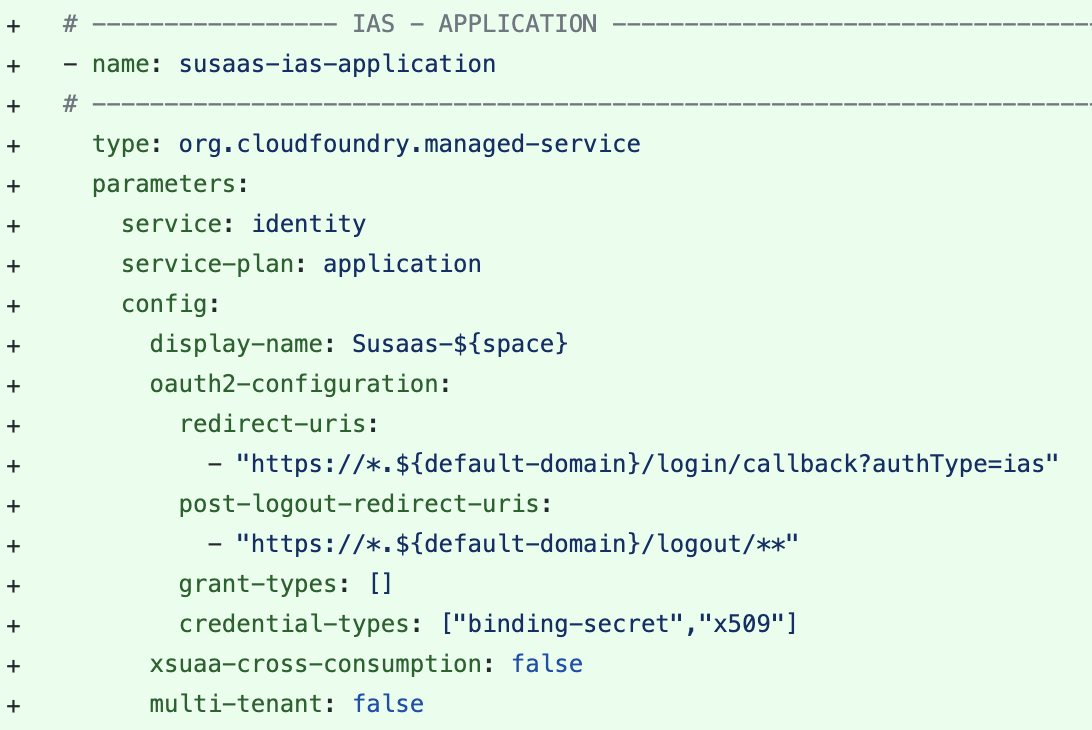 +   # ----------------- IAS - APPLICATION ---------------------------------
+   - name: susaas-ias-application
+   # ---------------------------------------------------------------------
+     type: org.cloudfoundry.managed-service
+     parameters:
+       service: identity
+       service-plan: application
+       config:
+         display-name: Susaas-${space}
+         oauth2-configuration:
+           redirect-uris:
+             - "https://*.${default-domain}/login/callback?authType=ias"
+           post-logout-redirect-uris:
+             - "https://*.${default-domain}/logout/**"
+           grant-types: []
+           credential-types: ["binding-secret","x509"]
+         xsuaa-cross-consumption: false
+         multi-tenant: false